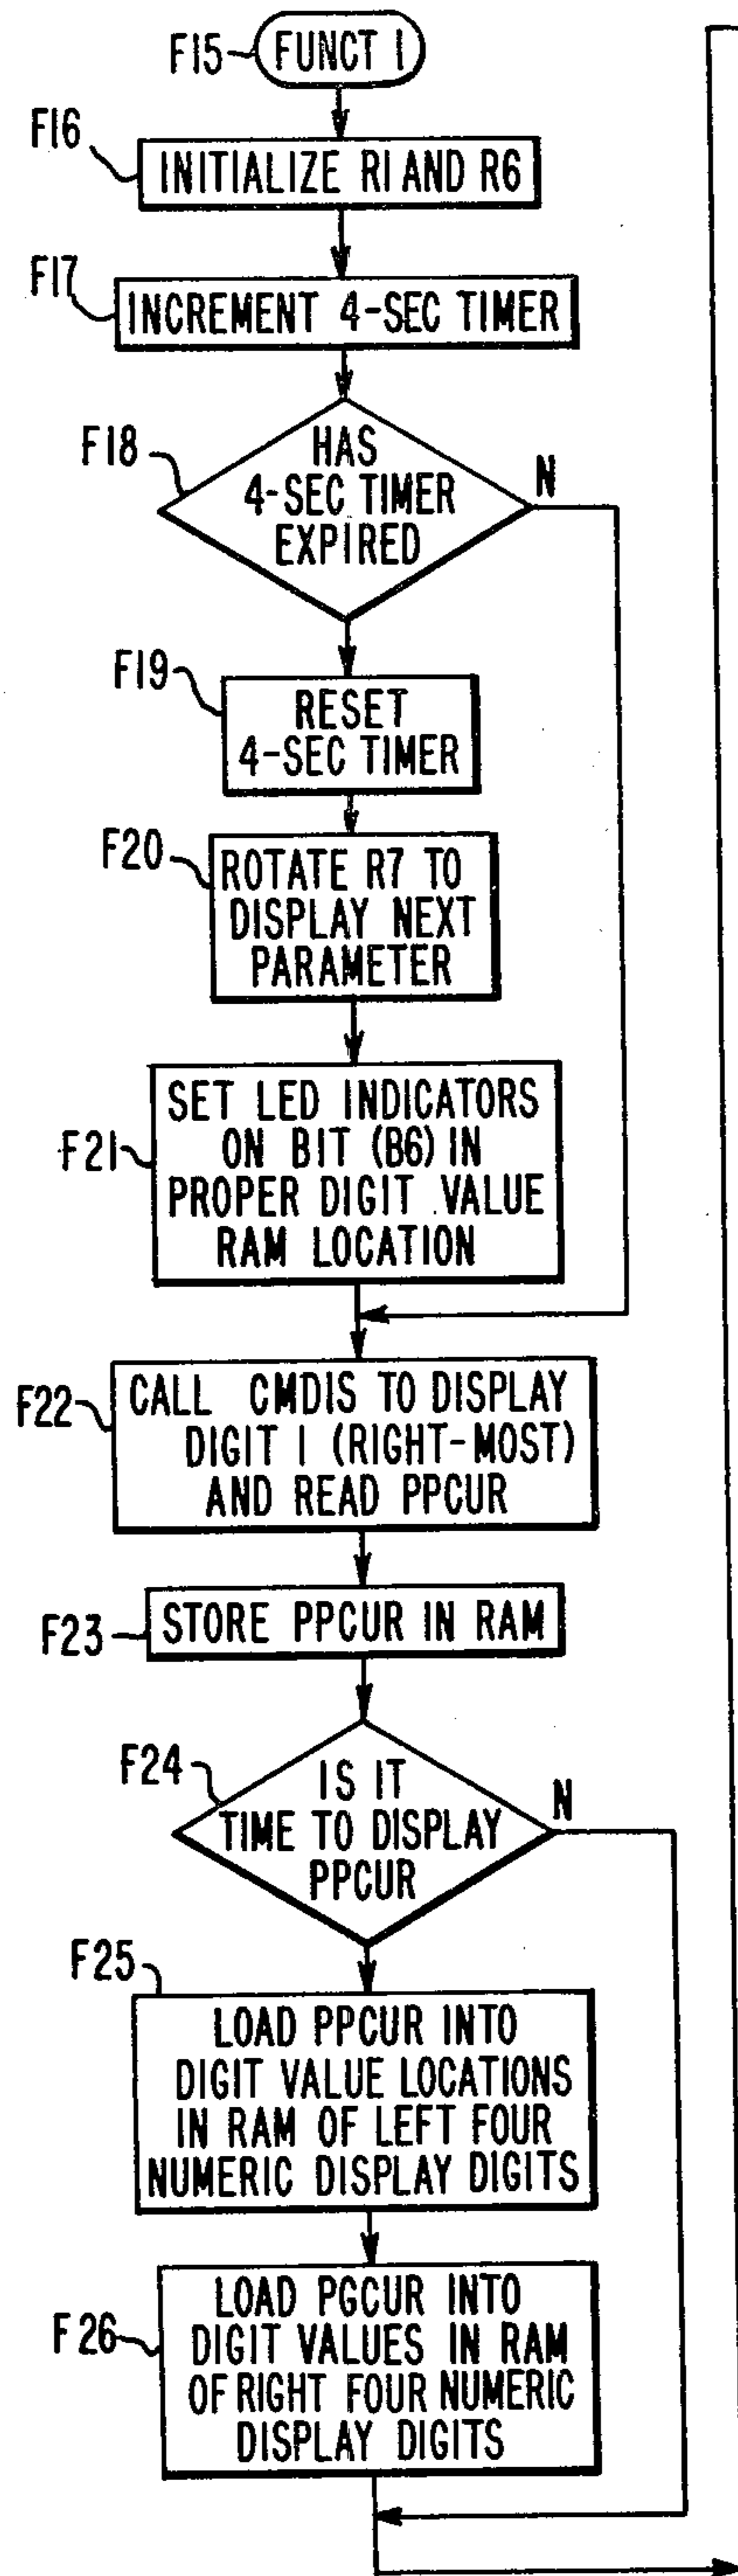 F15
FUNCT 1
F16
INITIALIZE R1 AND R6
F17
INCREMENT 4-SEC TIMER
F18
HAS
4-SEC TIMER
EXPIRED
N
F19
RESET
4-SEC TIMER
F20
ROTATE R7 TO
DISPLAY NEXT
PARAMETER
F21
SET LED INDICATORS
ON BIT (B6) IN
PROPER DIGIT VALUE
RAM LOCATION
F22
CALL CMDIS TO DISPLAY
DIGIT 1 (RIGHT-MOST)
AND READ PPCUR
F23
STORE PPCUR IN RAM
F24
IS IT
TIME TO DISPLAY
PPCUR
N
F25
LOAD PPCUR INTO
DIGIT VALUE LOCATIONS
IN RAM OF LEFT FOUR
NUMERIC DISPLAY DIGITS
F26
LOAD PGCUR INTO
DIGIT VALUES IN RAM
OF RIGHT FOUR NUMERIC
DISPLAY DIGITS